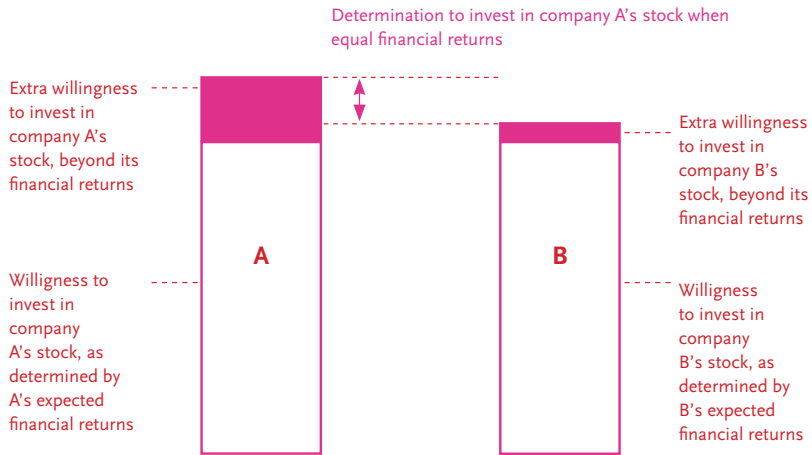 Determination to invest in company A’s stock when
equal financial returns
Extra willingness
to invest in
company A’s
stock, beyond its
financial returns
Extra willingness
to invest in
company B’s
stock, beyond its
financial returns
A
B
Willigness to
invest in
company
A’s stock, as
determined by
A’s expected
financial returns
Willigness
to invest in
company
B’s stock, as
determined by
B’s expected
financial returns